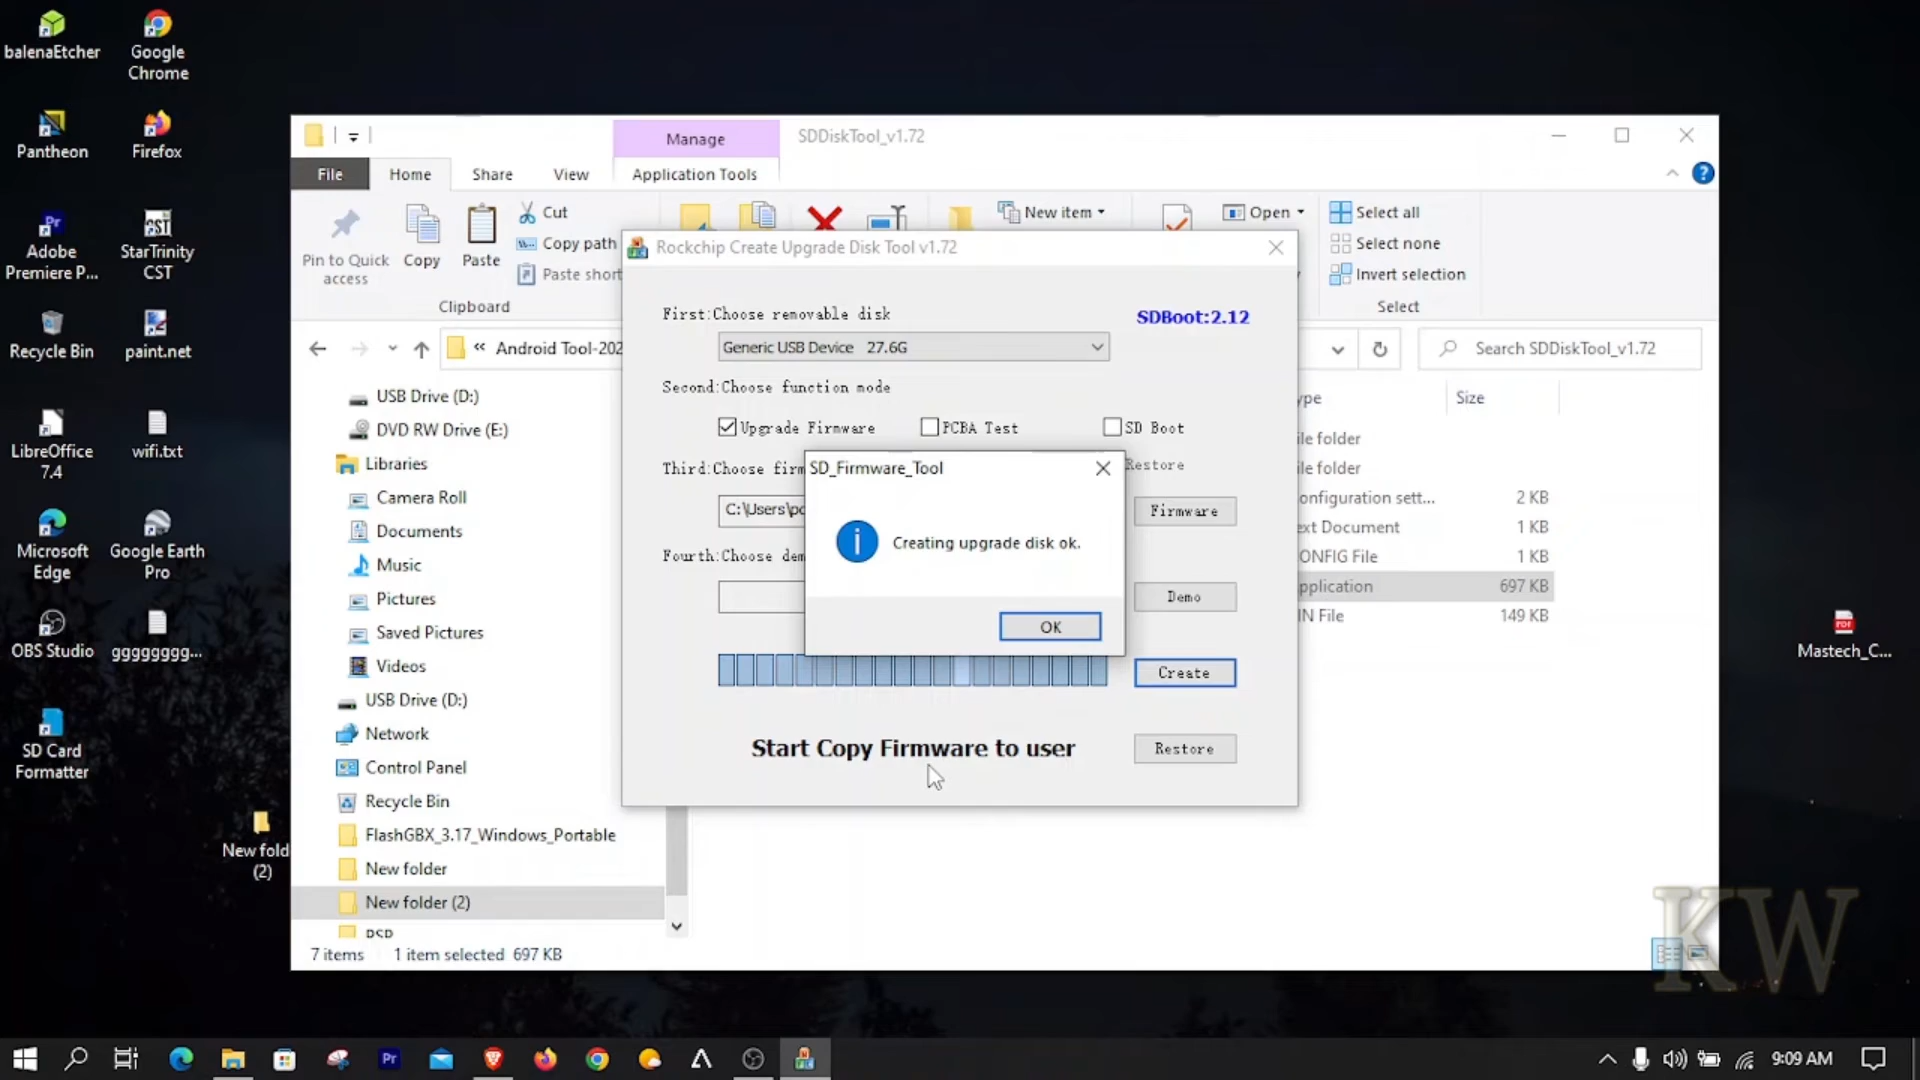 balenaEtcher
Google
Chrome
Pantheon
Firefox
Adobe
Premiere P...
StarTrinity
CST
Recycle Bin
paint.net
LibreOffice
7.4
wifi.txt
Microsoft
Edge
Google Earth
Pro
OBS Studio
ggggggggg...
SD Card
Formatter
New fold
(2)
Mastech_C...
Manage
SDDiskTool_v1.72
File
Home
Share
View
Application Tools
Pin to Quick
access
Copy
Paste
Cut
Copy path
Paste short
Clipboard
New item
Open
Select all
Select none
Invert selection
Select
« Android Tool-202
Search SDDiskTool_v1.72
USB Drive (D:)
DVD RW Drive (E:)
Libraries
Camera Roll
Documents
Music
Pictures
Saved Pictures
Videos
USB Drive (D:)
Network
Control Panel
Recycle Bin
FlashGBX_3.17_Windows_Portable
New folder
New folder (2)
PSP
7 items 1 item selected 697 KB
ype Size
ile folder
ile folder
onfiguration sett... 2 KB
ext Document 1 KB
ONFIG File 1 KB
pplication 697 KB
IN File 149 KB
Rockchip Create Upgrade Disk Tool v1.72
First:Choose removable disk
SDBoot:2.12
Generic USB Device 27.6G
Second:Choose function mode
Upgrade Firmware
PCBA Test
SD Boot
Third:Choose firm
Restore
C:\Users\pc
Firmware
Fourth:Choose dem
Demo
Create
Start Copy Firmware to user
Restore
SD_Firmware_Tool
Creating upgrade disk ok.
OK
KW
Pr
9:09 AM